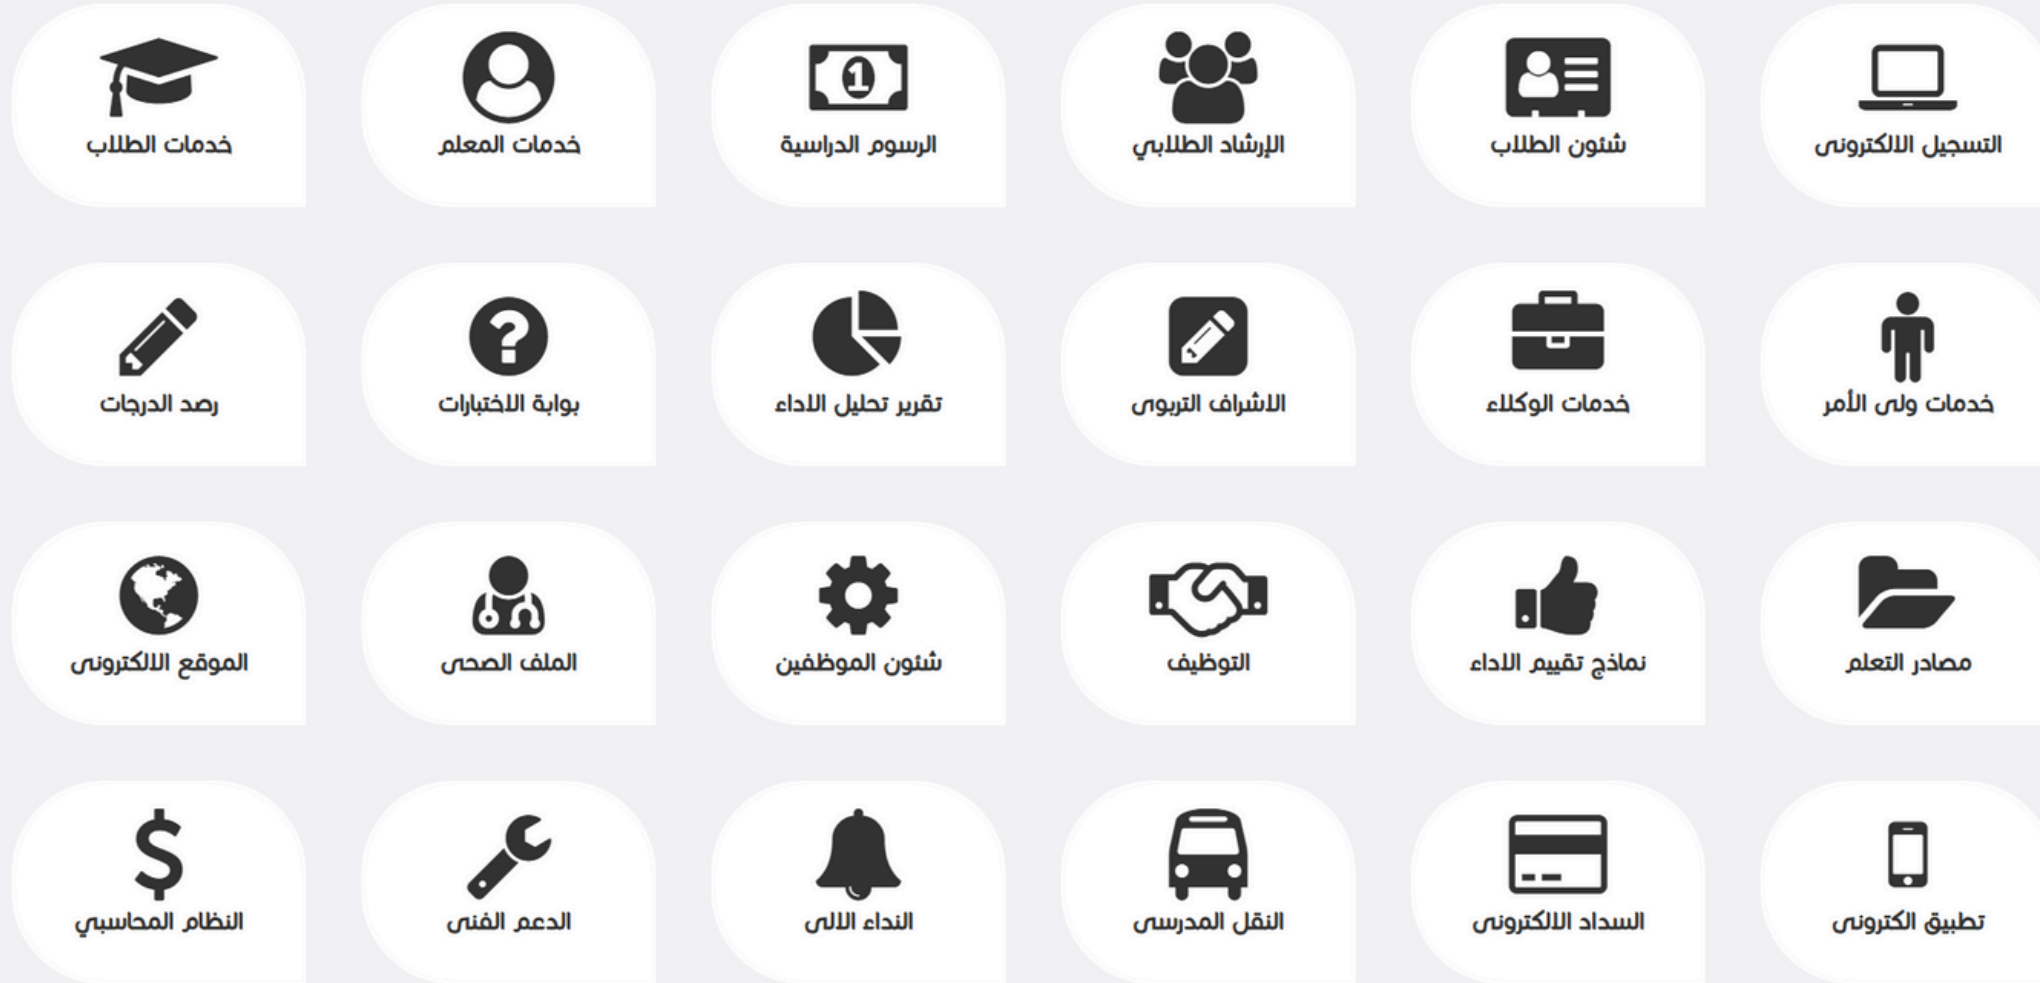 التسجيل الالكترونى
شئون الطلاب
الإرشاد الطلابي
الرسوم الدراسية
خدمات المعلم
خدمات الطلاب
خدمات ولى الأمر
خدمات الوكلاء
الاشراف التربوى
تقرير تحليل الاداء
بوابة الاختبارات
رصد الدرجات
مصادر التعلم
نماذج تقييم الاداء
التوظيف
شئون الموظفين
الملف الصحى
الموقع الالكترونى
تطبيق الكترونى
السداد الالكترونى
النقل المدرسى
النداء الالى
الدعم الفنى
النظام المحاسبي